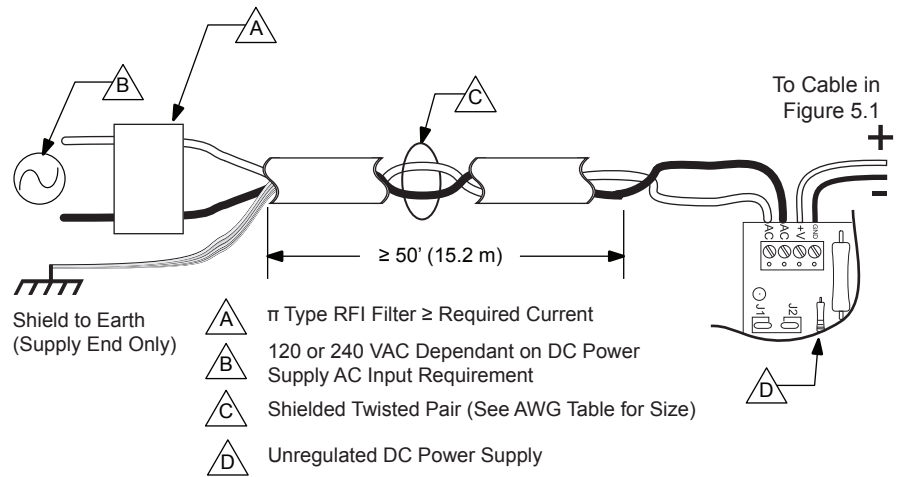 A
B
C
To Cable in
Figure 5.1
+
-
AC
AC
+V
GND
≥ 50' (15.2 m)
J1
J2
Shield to Earth
(Supply End Only)
A π Type RFI Filter ≥ Required Current
B 120 or 240 VAC Dependant on DC Power
Supply AC Input Requirement
C Shielded Twisted Pair (See AWG Table for Size)
D
D Unregulated DC Power Supply